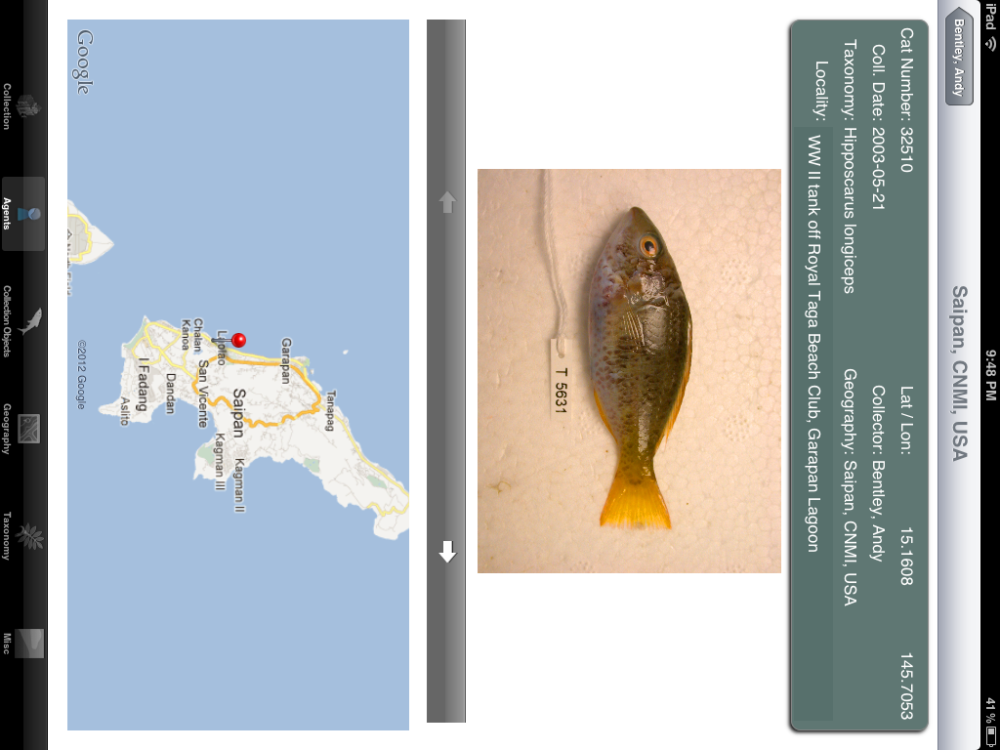 iPad 9:48 PM 41 %
Bentley, Andy Saipan, CNMI, USA
Cat Number: 32510 Lat / Lon: 15.1608 145.7053
Coll. Date: 2003-05-21 Collector: Bentley, Andy
Taxonomy: Hipposcarus longiceps Geography: Saipan, CNMI, USA
Locality: WW II tank off Royal Taga Beach Club, Garapan Lagoon
T 5631
Tanapag
Garapan
Kagman II
Saipan
Kagman III
San Vicente
Chalan
Kanoa
Dandan
I Fadang
Aslito
Google
©2012 Google
Collection Agents Collection Objects Geography Taxonomy Misc